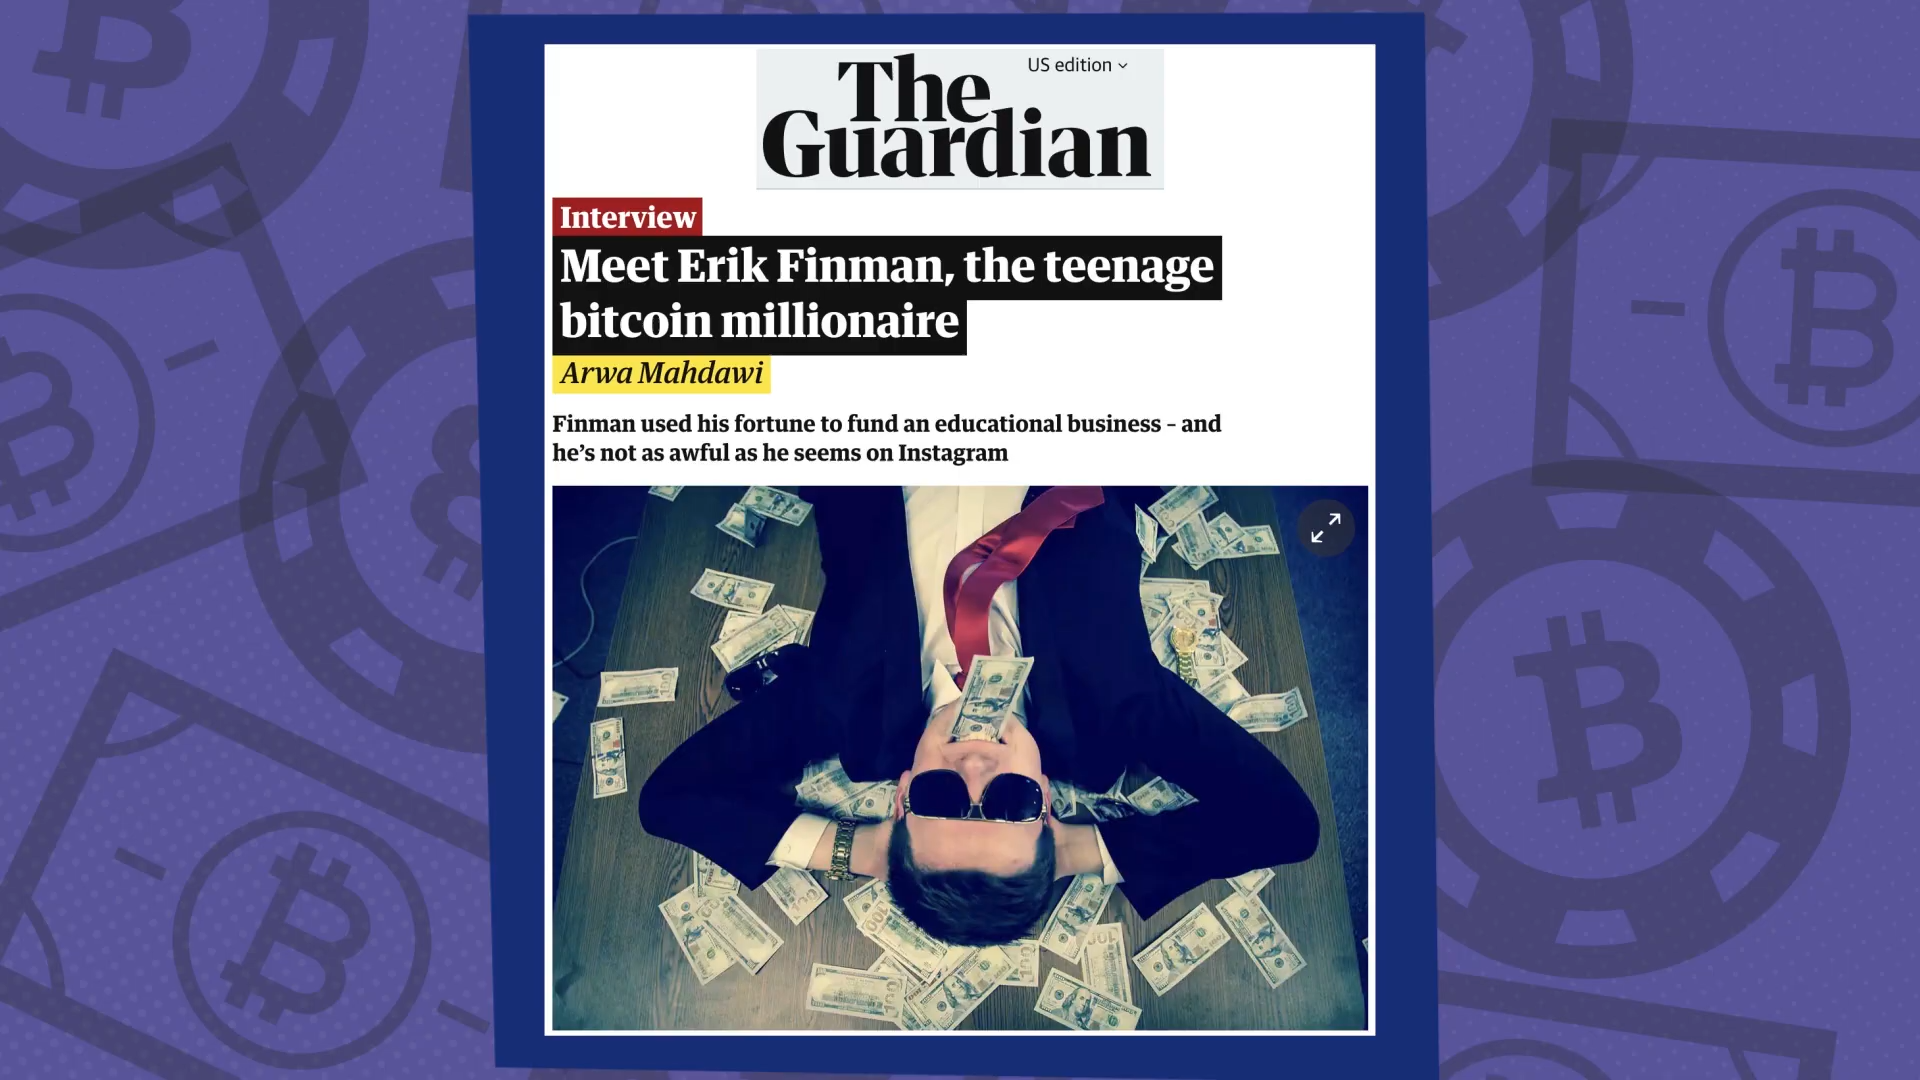 The
Guardian
US edition
Interview
Meet Erik Finman, the teenage
bitcoin millionaire
Arwa Mahdawi
Finman used his fortune to fund an educational business – and
he's not as awful as he seems on Instagram